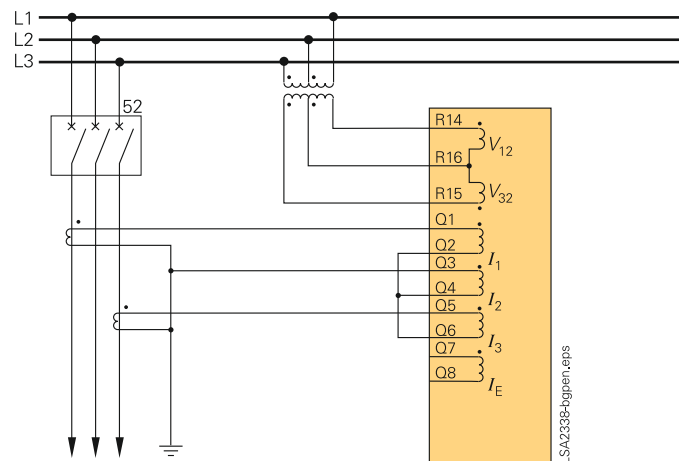 L1
L2
L3
52
R14
V12
R16
R15
V32
Q1
Q2
I1
Q3
Q4
I2
Q5
Q6
I3
Q7
Q8
IE
LSA2338-bgpen.eps